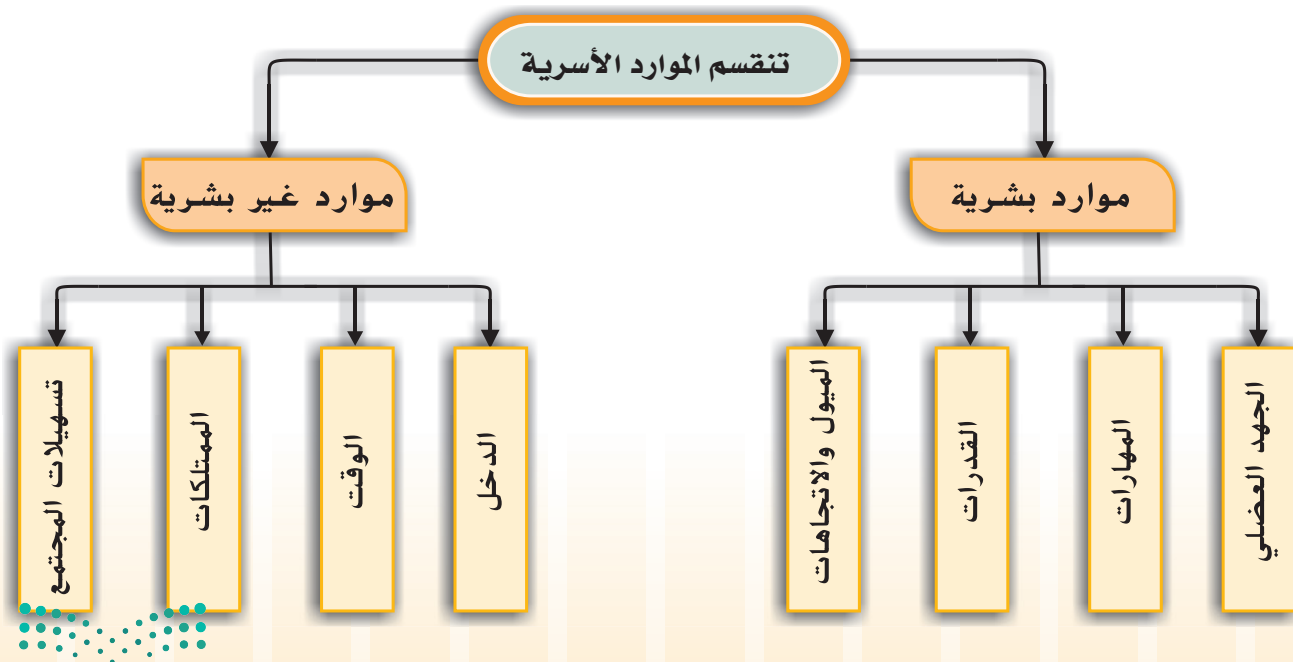 تنقسم الموارد الأسرية
موارد بشرية
موارد غير بشرية
الجهد العضلي
المهارات
القدرات
الميول والاتجاهات
الدخل
الوقت
الممتلكات
تسهيلات المجتمع